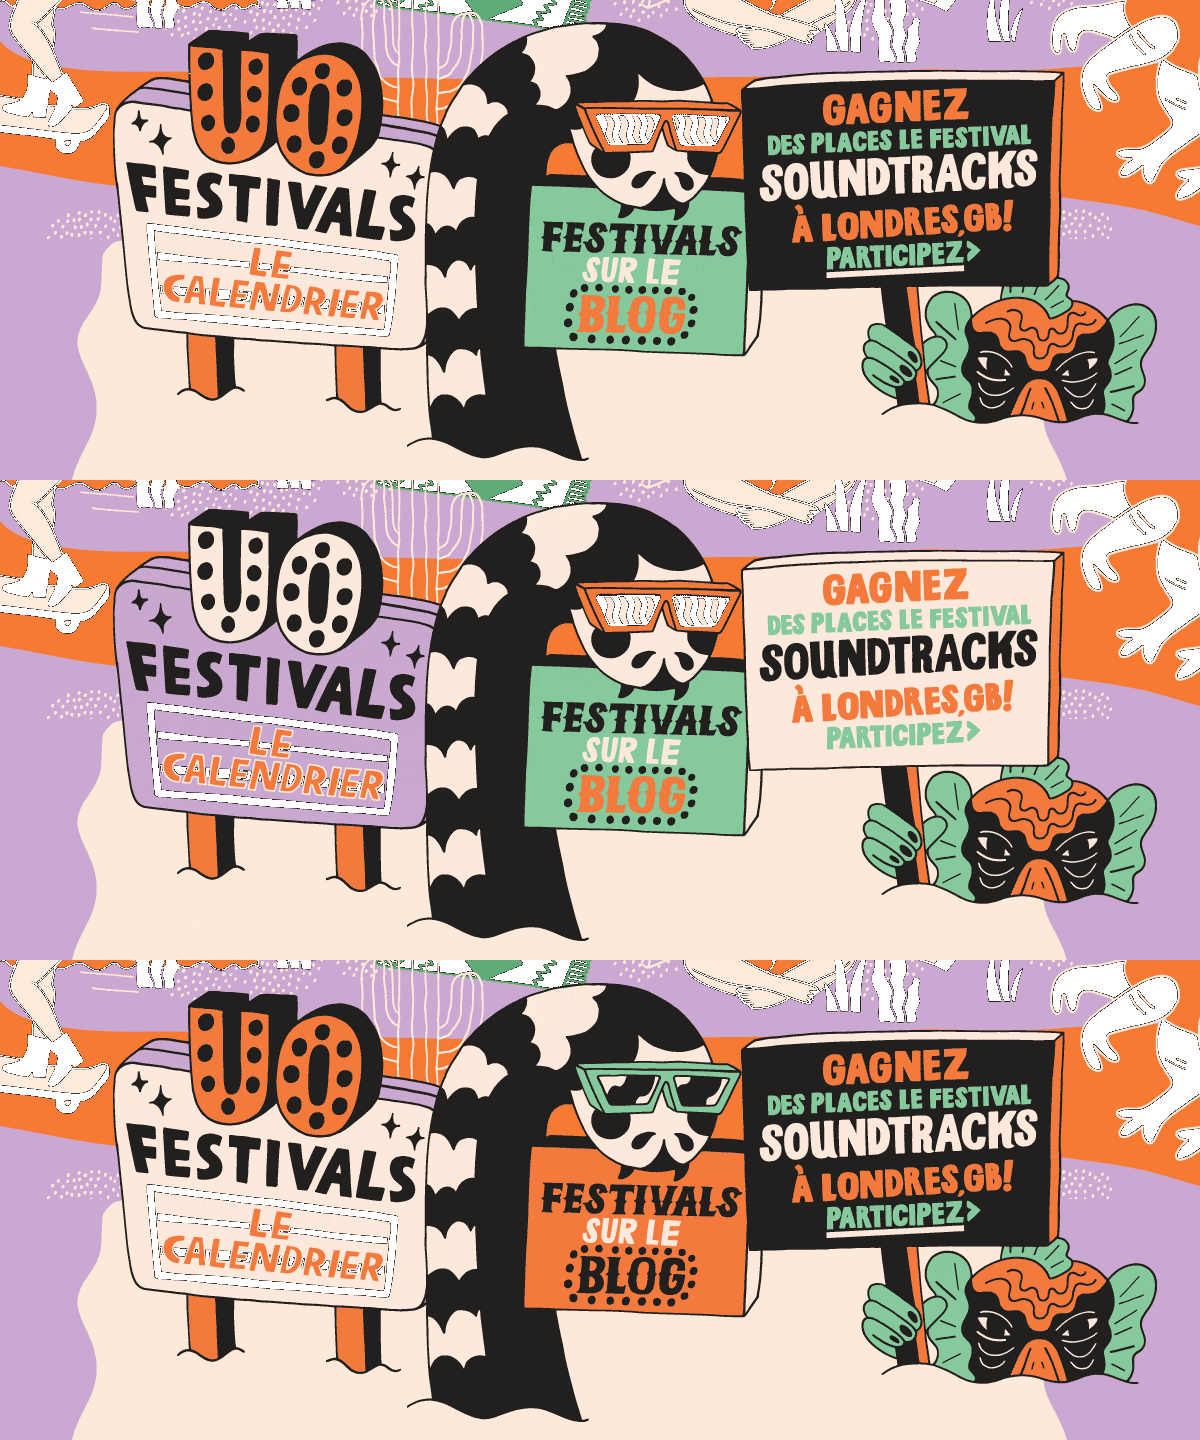 UO
FESTIVALS
LE
CALENDRIER
FESTIVALS
SUR LE
BLOG
GAGNEZ
DES PLACES LE FESTIVAL
SOUNDTRACKS
À LONDRES,GB!
PARTICIPEZ>
UO
FESTIVALS
LE
CALENDRIER
FESTIVALS
SUR LE
BLOG
GAGNEZ
DES PLACES LE FESTIVAL
SOUNDTRACKS
À LONDRES,GB!
PARTICIPEZ>
UO
FESTIVALS
LE
CALENDRIER
FESTIVALS
SUR LE
BLOG
GAGNEZ
DES PLACES LE FESTIVAL
SOUNDTRACKS
À LONDRES,GB!
PARTICIPEZ>